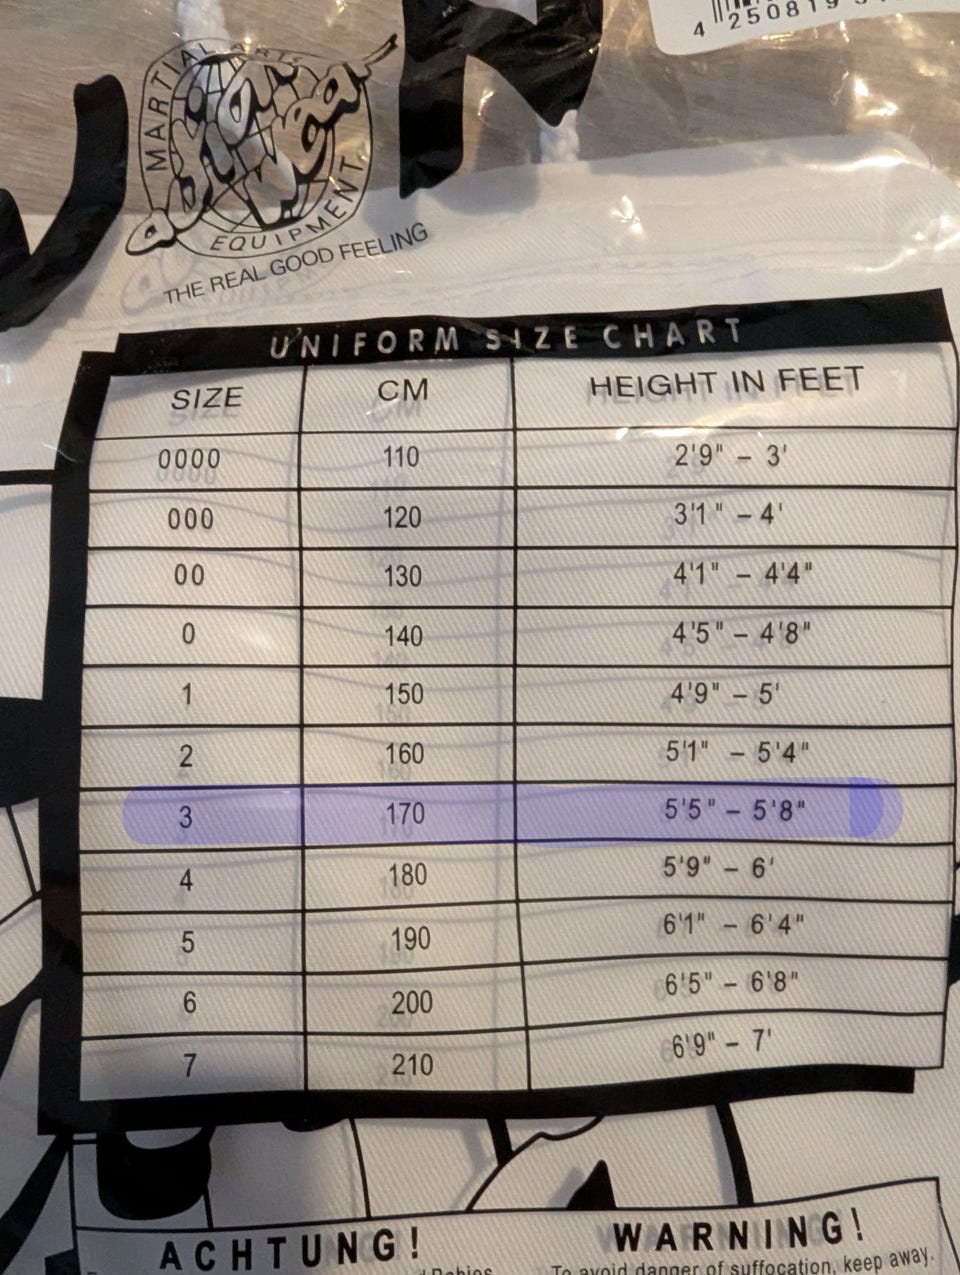 4 250819
MARTIAL ARTS
EQUIPMENT
THE REAL GOOD FEELING
UNIFORM SIZE CHART
SIZE CM HEIGHT IN FEET
0000 110 2'9" – 3'
000 120 3'1" – 4'
00 130 4'1" – 4'4"
0 140 4'5" – 4'8"
1 150 4'9" – 5'
2 160 5'1" – 5'4"
3 170 5'5" – 5'8"
4 180 5'9" – 6'
5 190 6'1" – 6'4"
6 200 6'5" – 6'8"
7 210 6'9" – 7'
ACHTUNG! WARNING!
To avoid danger of suffocation, keep away.